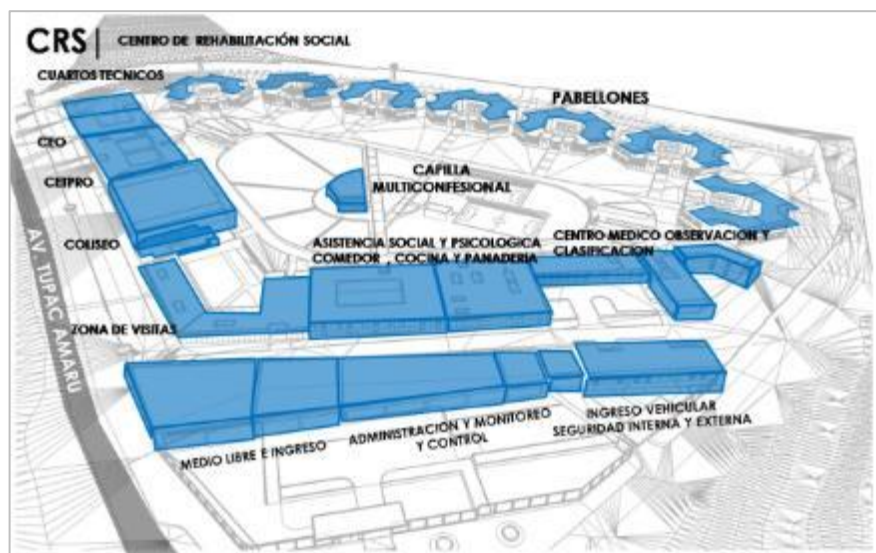 CRS | CENTRO DE REHABILITACIÓN SOCIAL
CUARTOS TECNICOS
PABELLONES
CEO
CETPRO
CAPILLA
MULTICONFESIONAL
COLISEO
ASISTENCIA SOCIAL Y PSICOLOGICA
COMEDOR , COCINA Y PANADERIA
CENTRO MEDICO OBSERVACION Y
CLASIFICACION
AV. TUPAC AMARU
ZONA DE VISITAS
MEDIO LIBRE E INGRESO
ADMINISTRACION Y MONITOREO
Y CONTROL
INGRESO VEHICULAR
SEGURIDAD INTERNA Y EXTERNA